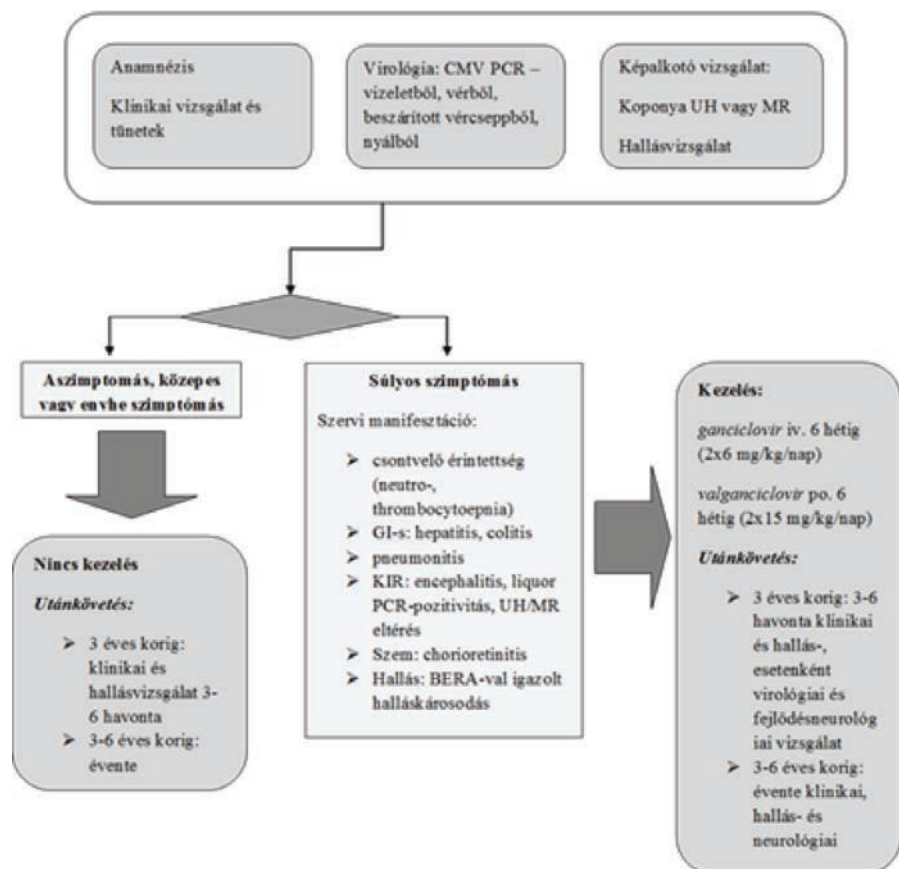 Anamnézis
Klinikai vizsgálat és
tünetek
Virológia: CMV PCR –
vizeletből, vérből,
beszárított vércseppből,
nyálból
Képalkotó vizsgálat:
Koponya UH vagy MR
Hallásvizsgálat
Aszimptomás, közepes
vagy enyhe szimptómás
Nincs kezelés
Utánkövetés:
➢ 3 éves korig:
klinikai és
hallásvizsgálat 3-
6 havonta
➢ 3-6 éves korig:
évente
Súlyos szimptómás
Szervi manifesztáció:
➢ csontvelő érintettség
(neutro-,
thrombocytoepnia)
➢ GI-s: hepatitis, colitis
➢ pneumonitis
➢ KIR: encephalitis, liquor
PCR-pozitivitás, UH/MR
eltérés
➢ Szem: chorioretinitis
➢ Hallás: BERA-val igazolt
halláskárosodás
Kezelés:
ganciclovir iv. 6 hétig
(2x6 mg/kg/nap)
valganciclovir po. 6
hétig (2x15 mg/kg/nap)
Utánkövetés:
➢ 3 éves korig: 3-6
havonta klinikai
és hallás-,
esetenként
virológiai és
fejlődésneurológ
iai vizsgálat
➢ 3-6 éves korig:
évente klinikai,
hallás- és
neurológiai